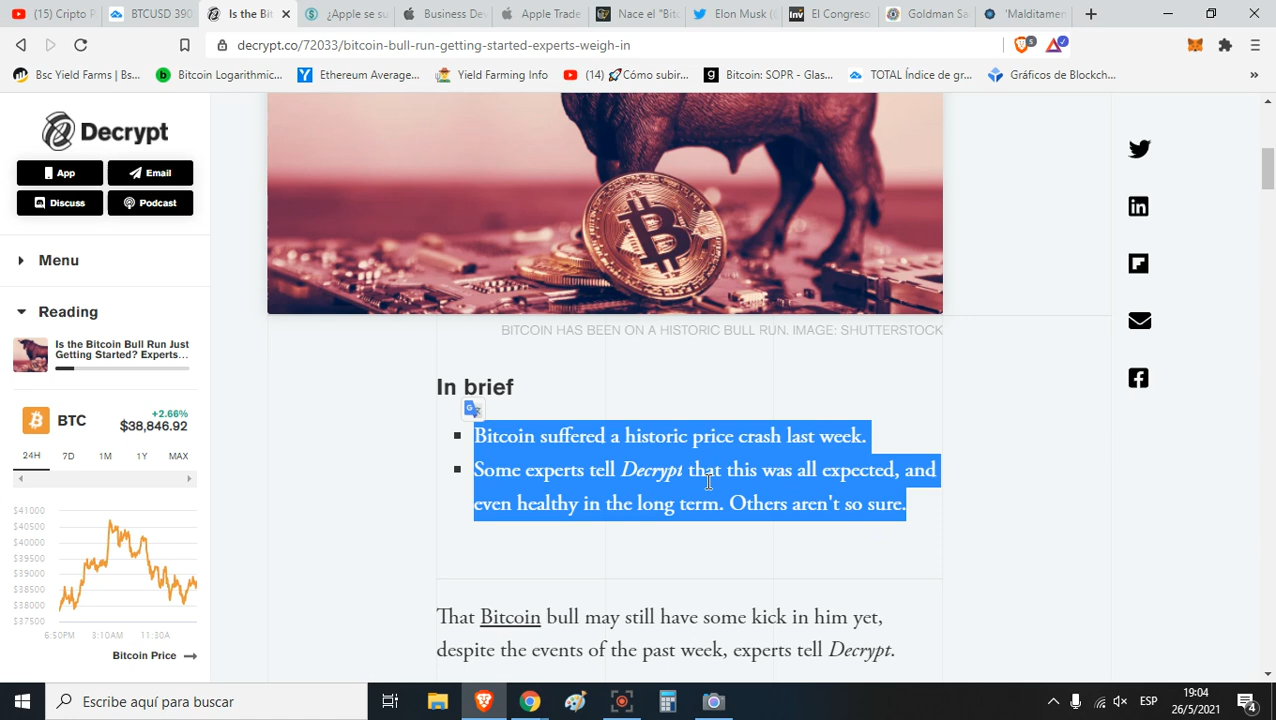 (15) Cripto P
BTCUSD 390
Is the Bit
¿Apple se su
Business De
Apple Trade
Nace el "Bit
Elon Musk (
El Congreso
Goldman Sa
'Malditamen
decrypt.co/72033/bitcoin-bull-run-getting-started-experts-weigh-in
Bsc Yield Farms | Bs...
Bitcoin Logarithmic...
Ethereum Average...
Yield Farming Info
(14) 🚀Cómo subir...
Bitcoin: SOPR - Glas...
TOTAL Índice de gr...
Gráficos de Blockch...
»
Decrypt
App
Email
Discuss
Podcast
Menu
Reading
Is the Bitcoin Bull Run Just
Getting Started? Experts...
BTC
+2.66%
$38,846.92
24H 7D 1M 1Y MAX
$41000
$40500
$40000
$39500
$39000
$38500
$38000
$37500
6:50PM 3:10AM 11:30A
Bitcoin Price →
BITCOIN HAS BEEN ON A HISTORIC BULL RUN. IMAGE: SHUTTERSTOCK
In brief
Bitcoin suffered a historic price crash last week.
Some experts tell Decrypt that this was all expected, and
even healthy in the long term. Others aren't so sure.
That Bitcoin bull may still have some kick in him yet,
despite the events of the past week, experts tell Decrypt.
Escribe aquí para buscar
ESP
19:04
26/5/2021
4